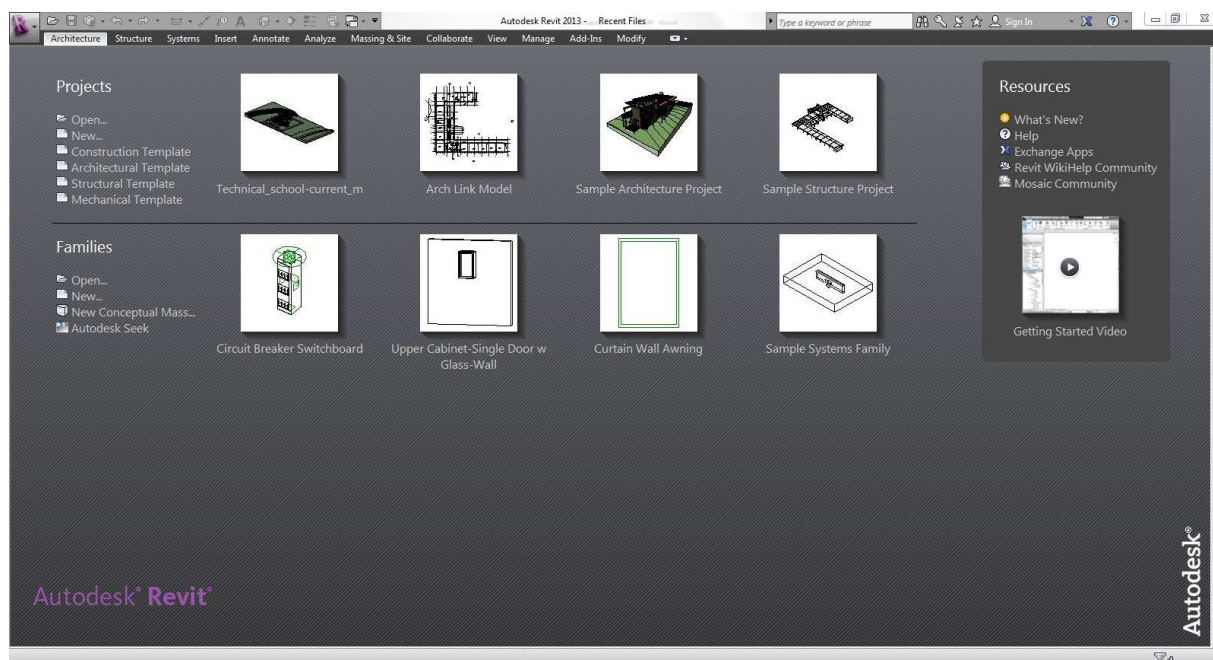 Autodesk Revit 2013 - Recent Files
Type a keyword or phrase
Sign In
Architecture Structure Systems Insert Annotate Analyze Massing & Site Collaborate View Manage Add-Ins Modify
Projects
Open...
New...
Construction Template
Architectural Template
Structural Template
Mechanical Template
Technical_school-current_m
Arch Link Model
Sample Architecture Project
Sample Structure Project
Families
Open...
New...
New Conceptual Mass...
Autodesk Seek
Circuit Breaker Switchboard
Upper Cabinet-Single Door w
Glass-Wall
Curtain Wall Awning
Sample Systems Family
Resources
What's New?
Help
Exchange Apps
Revit WikiHelp Community
Mosaic Community
Getting Started Video
Autodesk® Revit®
Autodesk®